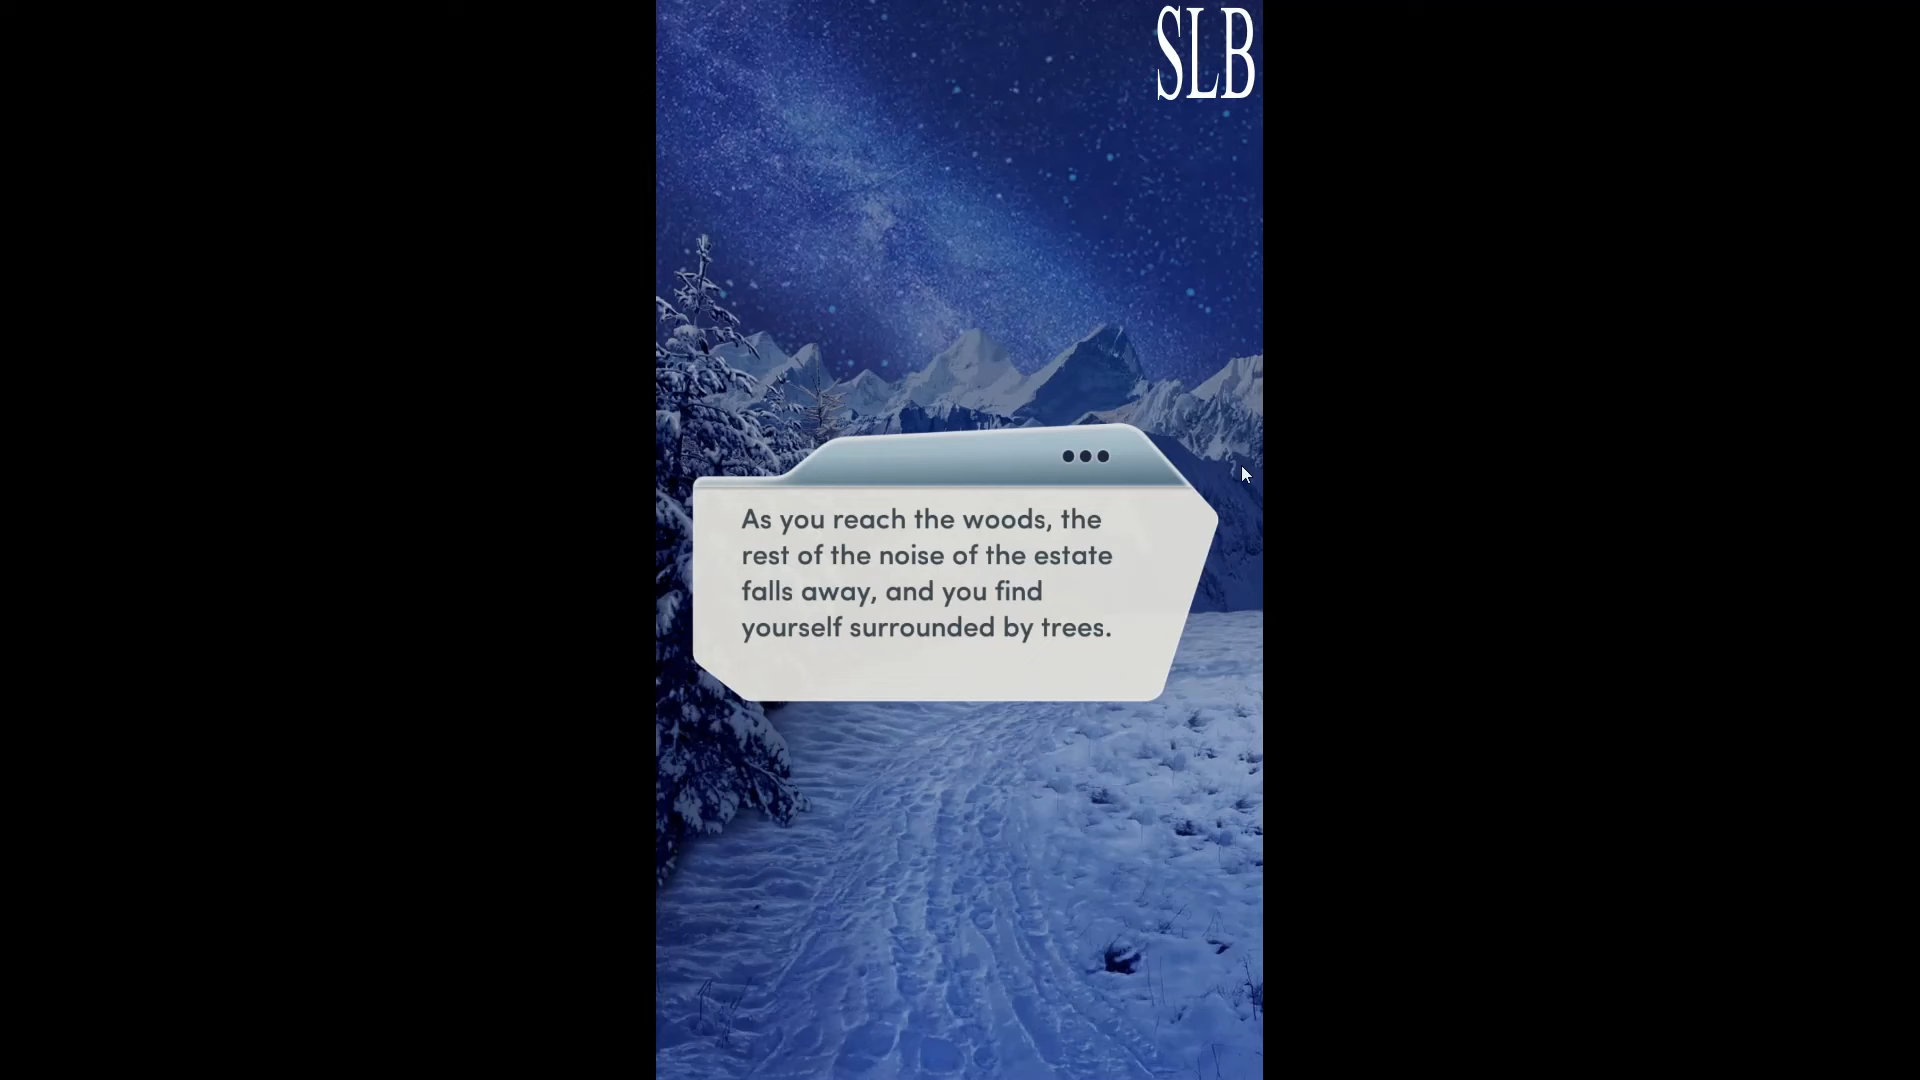 SLB
As you reach the woods, the
rest of the noise of the estate
falls away, and you find
yourself surrounded by trees.